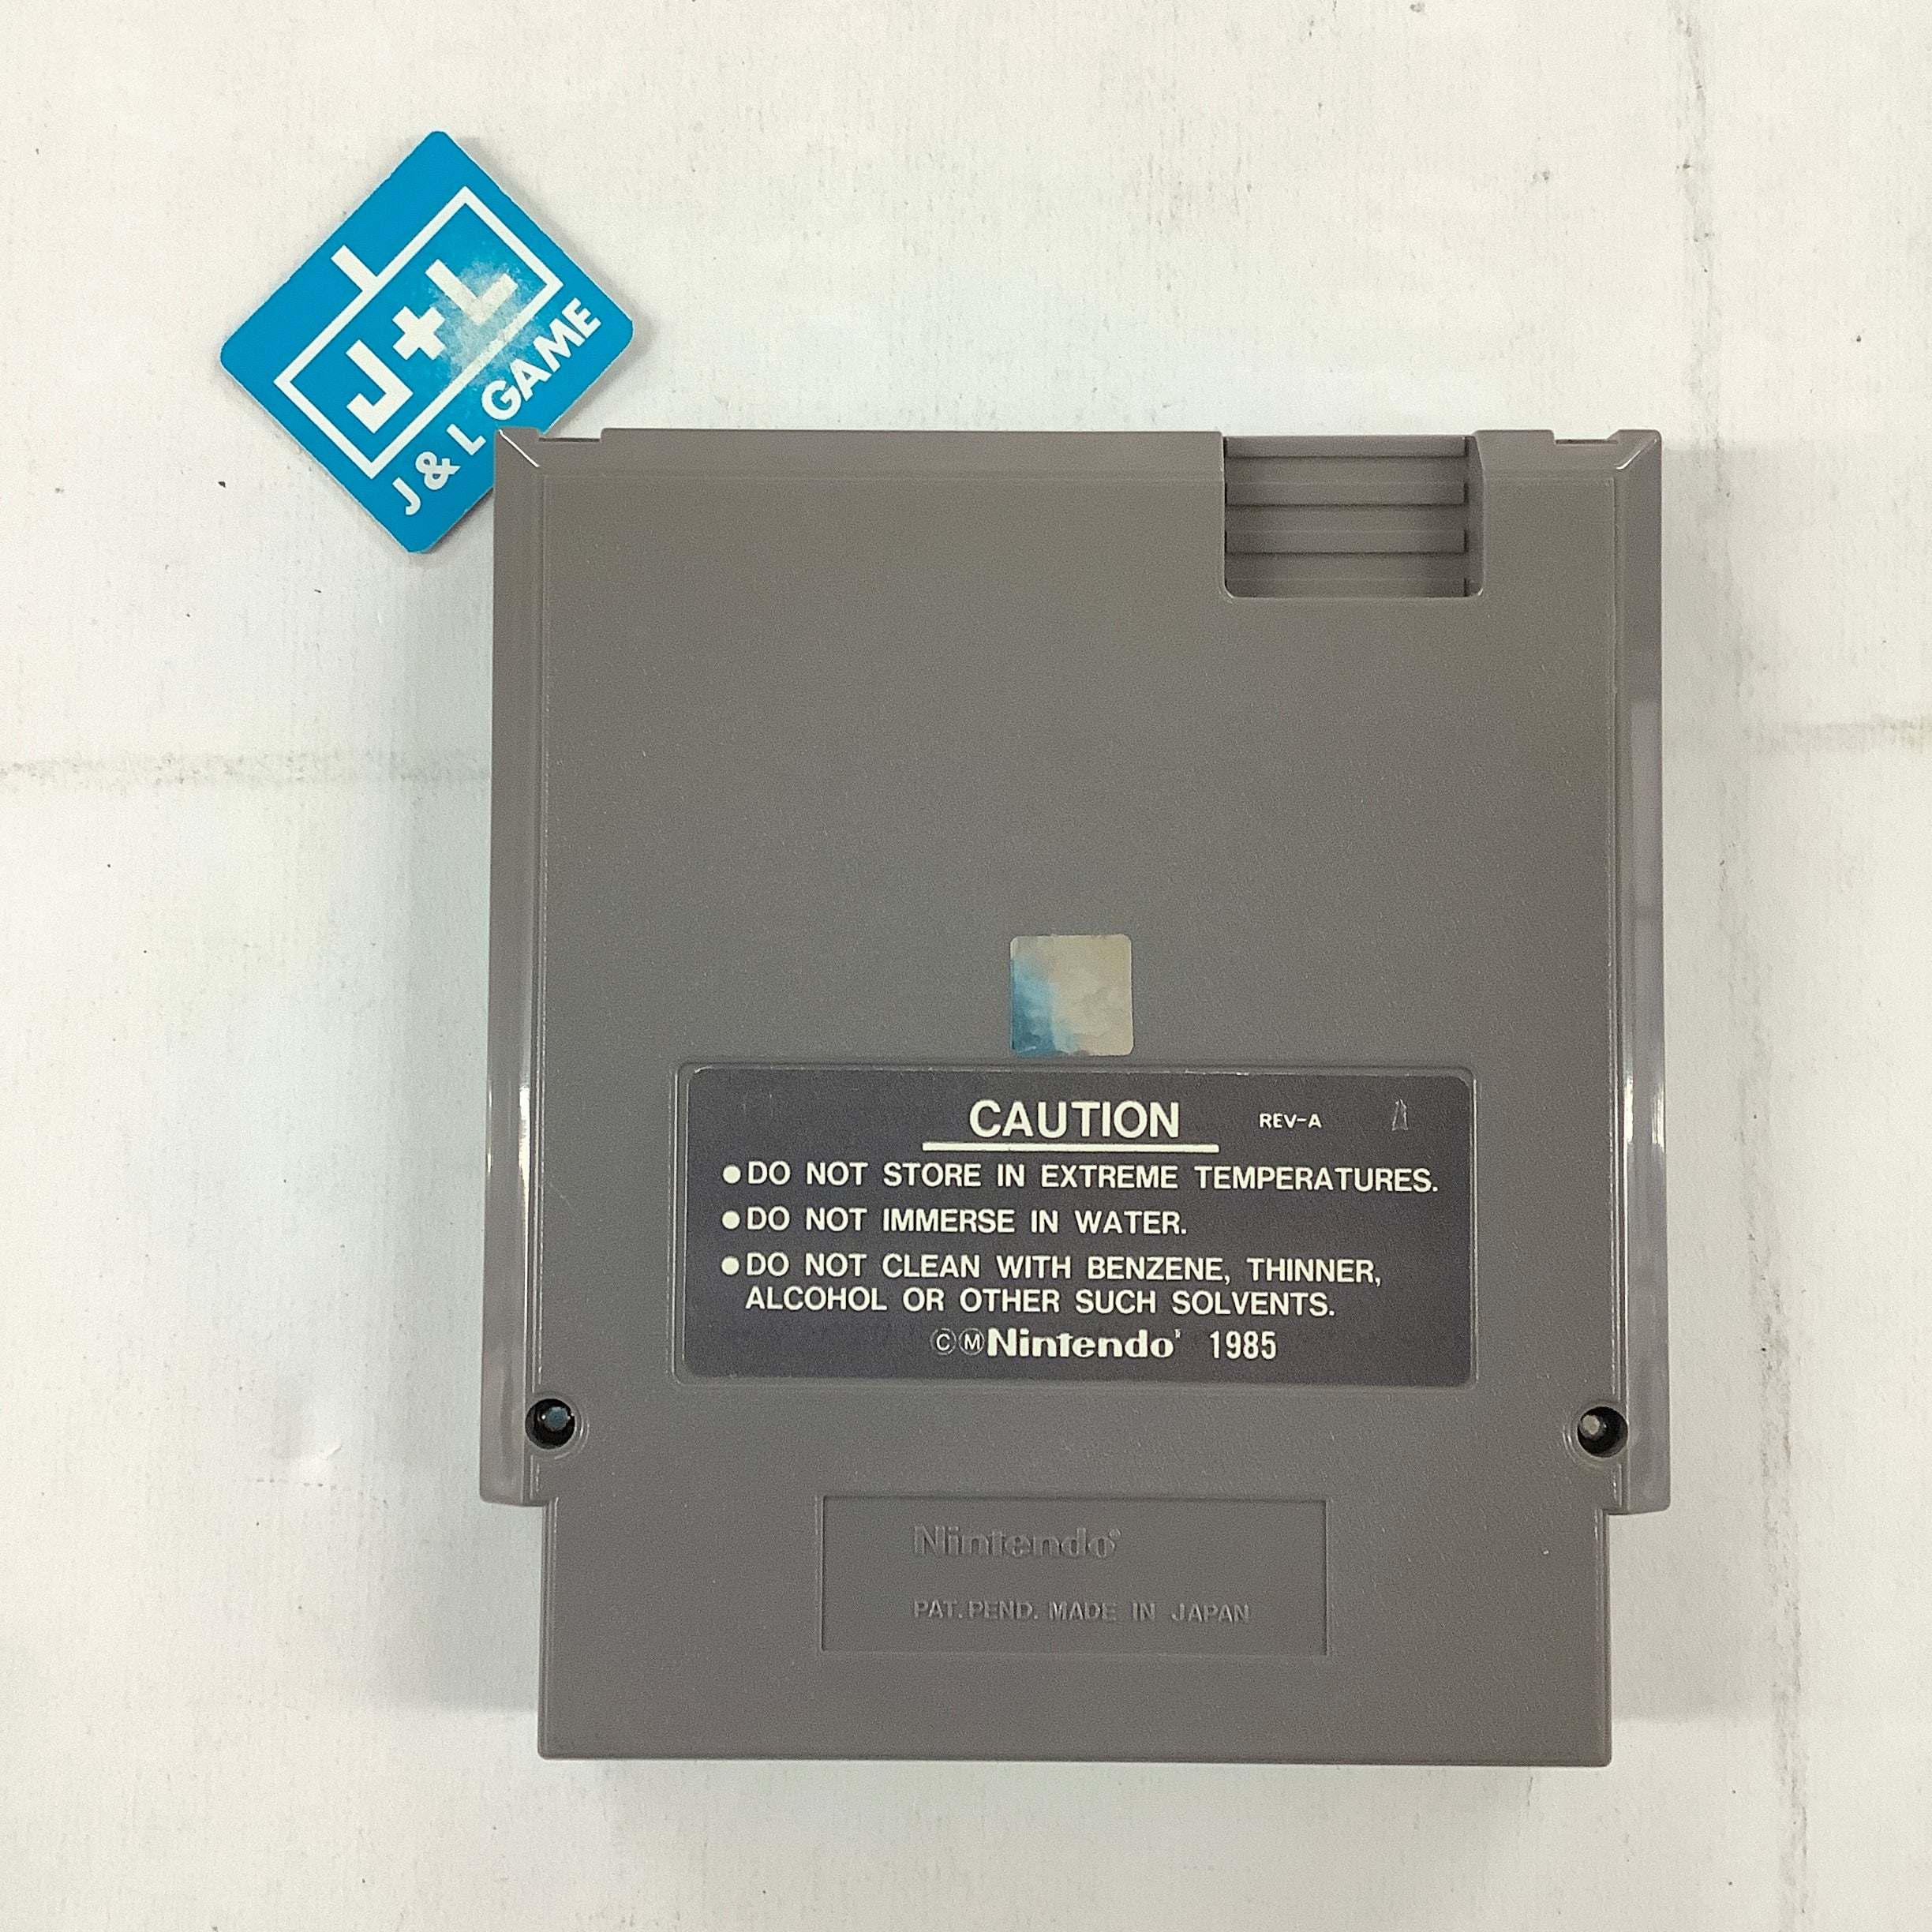 J+L
J & L GAME
CAUTION REV-A
●DO NOT STORE IN EXTREME TEMPERATURES.
●DO NOT IMMERSE IN WATER.
●DO NOT CLEAN WITH BENZENE, THINNER,
ALCOHOL OR OTHER SUCH SOLVENTS.
ⒸⓂNintendo® 1985
Nintendo®
PAT. PEND. MADE IN JAPAN